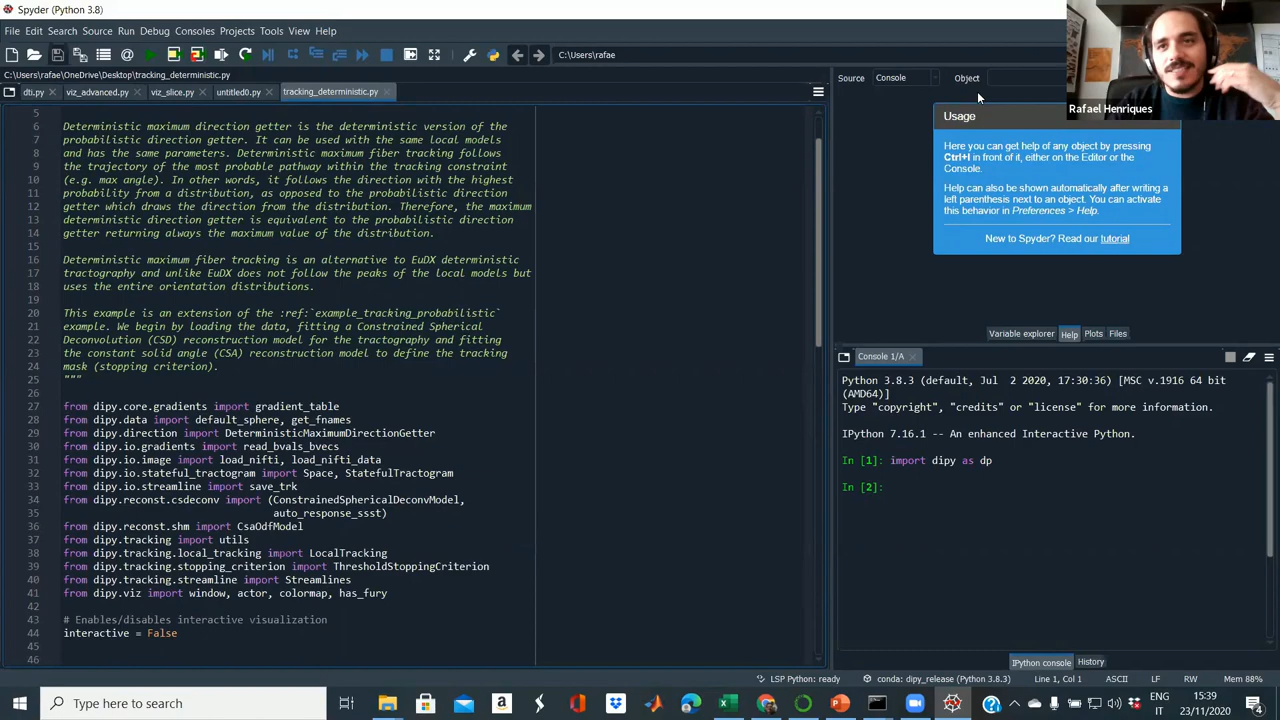 Spyder (Python 3.8)
File Edit Search Source Run Debug Consoles Projects Tools View Help
C:\Users\rafae
C:\Users\rafae\OneDrive\Desktop\tracking_deterministic.py
dti.py viz_advanced.py viz_slice.py untitled0.py tracking_deterministic.py
5
6 Deterministic maximum direction getter is the deterministic version of the
7 probabilistic direction getter. It can be used with the same local models
8 and has the same parameters. Deterministic maximum fiber tracking follows
9 the trajectory of the most probable pathway within the tracking constraint
10 (e.g. max angle). In other words, it follows the direction with the highest
11 probability from a distribution, as opposed to the probabilistic direction
12 getter which draws the direction from the distribution. Therefore, the maximum
13 deterministic direction getter is equivalent to the probabilistic direction
14 getter returning always the maximum value of the distribution.
15
16 Deterministic maximum fiber tracking is an alternative to EuDX deterministic
17 tractography and unlike EuDX does not follow the peaks of the local models but
18 uses the entire orientation distributions.
19
20 This example is an extension of the :ref:`example_tracking_probabilistic`
21 example. We begin by loading the data, fitting a Constrained Spherical
22 Deconvolution (CSD) reconstruction model for the tractography and fitting
23 the constant solid angle (CSA) reconstruction model to define the tracking
24 mask (stopping criterion).
25 """
26
27 from dipy.core.gradients import gradient_table
28 from dipy.data import default_sphere, get_fnames
29 from dipy.direction import DeterministicMaximumDirectionGetter
30 from dipy.io.gradients import read_bvals_bvecs
31 from dipy.io.image import load_nifti, load_nifti_data
32 from dipy.io.stateful_tractogram import Space, StatefulTractogram
33 from dipy.io.streamline import save_trk
34 from dipy.reconst.csdeconv import (ConstrainedSphericalDeconvModel,
35 auto_response_ssst)
36 from dipy.reconst.shm import CsaOdfModel
37 from dipy.tracking import utils
38 from dipy.tracking.local_tracking import LocalTracking
39 from dipy.tracking.stopping_criterion import ThresholdStoppingCriterion
40 from dipy.tracking.streamline import Streamlines
41 from dipy.viz import window, actor, colormap, has_fury
42
43 # Enables/disables interactive visualization
44 interactive = False
45
46
Source Console Object
Rafael Henriques
Usage
Here you can get help of any object by pressing
Ctrl+I in front of it, either on the Editor or the
Console.
Help can also be shown automatically after writing a
left parenthesis next to an object. You can activate
this behavior in Preferences > Help.
New to Spyder? Read our tutorial
Variable explorer Help Plots Files
Console 1/A
Python 3.8.3 (default, Jul 2 2020, 17:30:36) [MSC v.1916 64 bit
(AMD64)]
Type "copyright", "credits" or "license" for more information.
IPython 7.16.1 -- An enhanced Interactive Python.
In [1]: import dipy as dp
In [2]:
IPython console History
LSP Python: ready conda: dipy_release (Python 3.8.3) Line 1, Col 1 ASCII LF RW Mem 88%
Type here to search
ENG
IT
15:39
23/11/2020
4